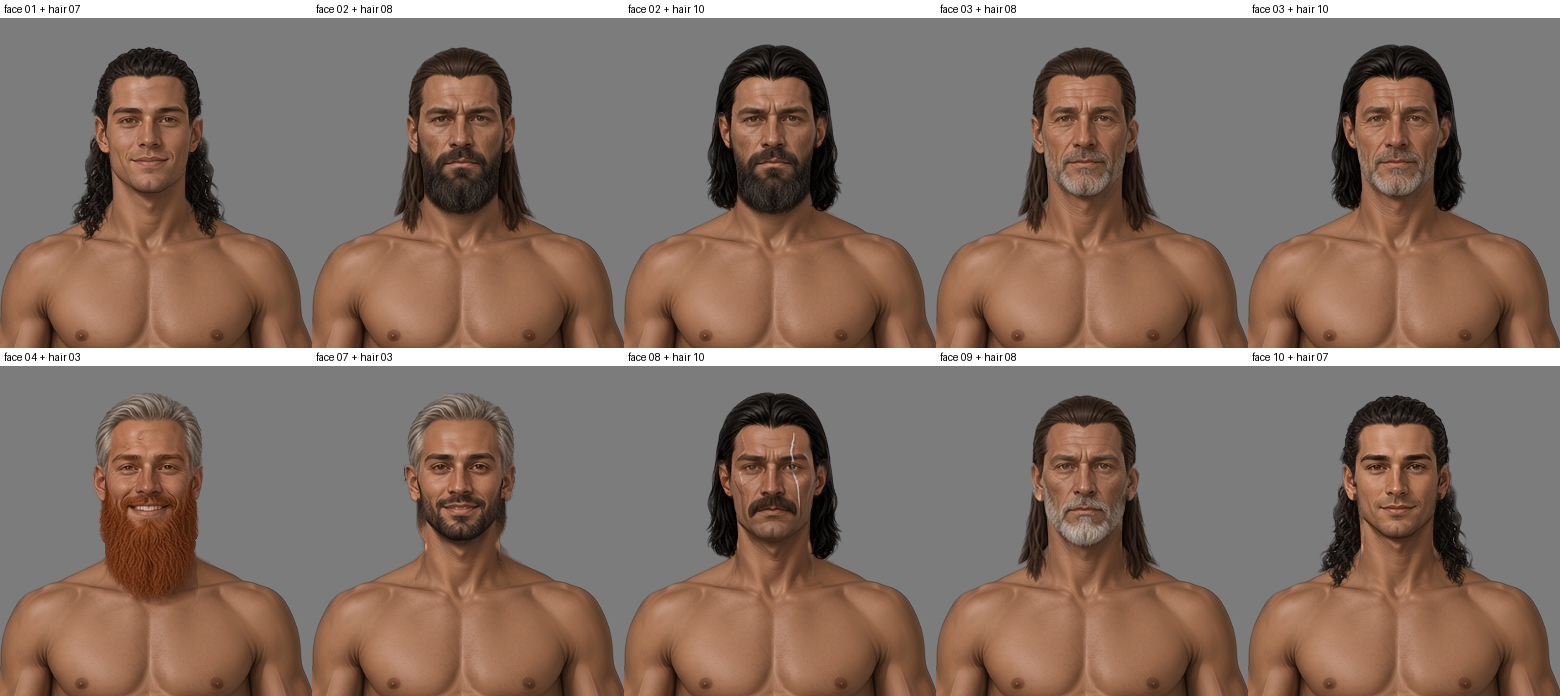 face 01 + hair 07
face 02 + hair 08
face 02 + hair 10
face 03 + hair 08
face 03 + hair 10
face 04 + hair 03
face 07 + hair 03
face 08 + hair 10
face 09 + hair 08
face 10 + hair 07